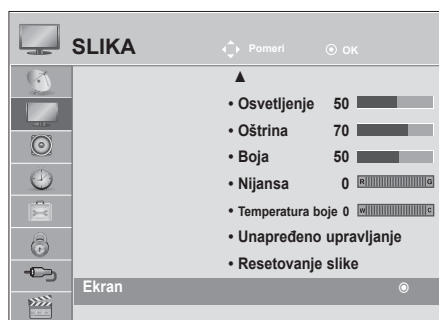 SLIKA Pomeri OK
• Osvetljenje 50
• Oštrina 70
• Boja 50
• Nijansa 0 R G
• Temperatura boje 0 W C
• Unapređeno upravljanje
• Resetovanje slike
Ekran